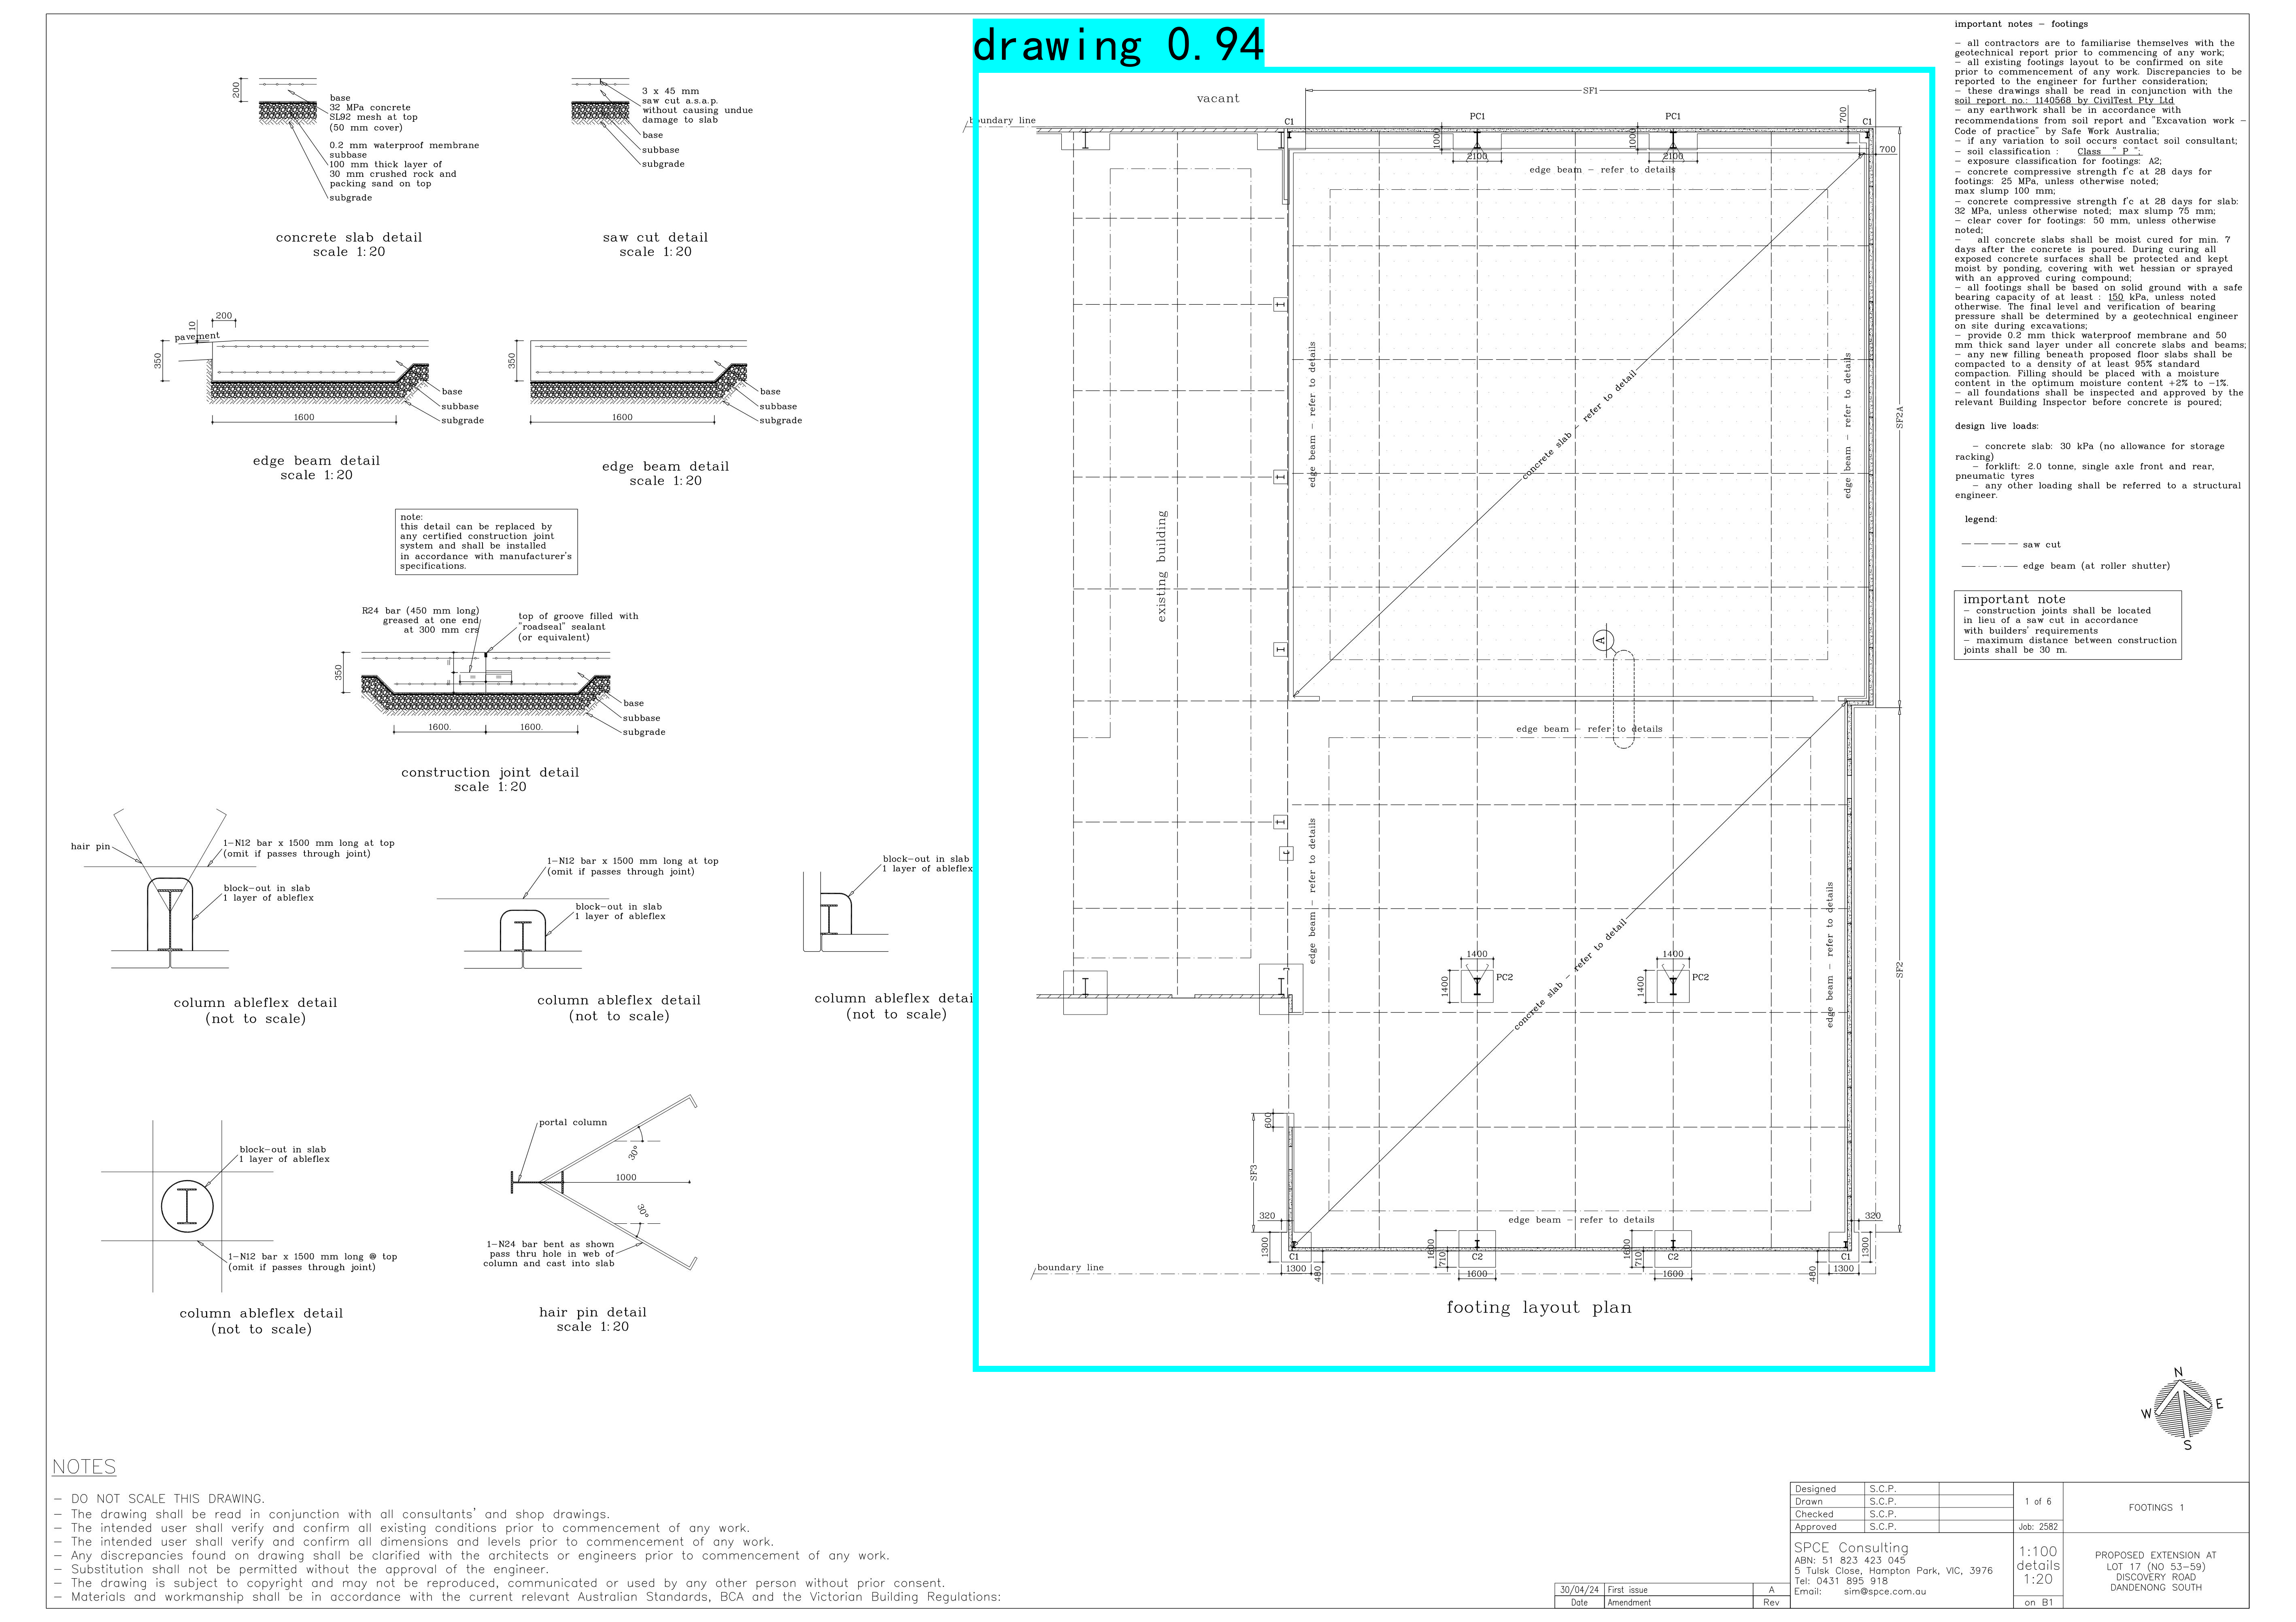 drawing 0.94
200
base
32 MPa concrete
SL92 mesh at top
(50 mm cover)
0.2 mm waterproof membrane
subbase
100 mm thick layer of
30 mm crushed rock and
packing sand on top
subgrade
concrete slab detail
scale 1:20
3 x 45 mm
saw cut a.s.a.p.
without causing undue
damage to slab
base
subbase
subgrade
saw cut detail
scale 1:20
200
10
pavement
350
base
subbase
subgrade
1600
edge beam detail
scale 1:20
350
base
subbase
subgrade
1600
edge beam detail
scale 1:20
note:
this detail can be replaced by
any certified construction joint
system and shall be installed
in accordance with manufacturer's
specifications.
R24 bar (450 mm long)
greased at one end
at 300 mm crs
top of groove filled with
"roadseal" sealant
(or equivalent)
350
=
=
=
=
base
subbase
subgrade
1600.
1600.
construction joint detail
scale 1:20
hair pin
1-N12 bar x 1500 mm long at top
(omit if passes through joint)
block-out in slab
1 layer of ableflex
column ableflex detail
(not to scale)
1-N12 bar x 1500 mm long at top
(omit if passes through joint)
block-out in slab
1 layer of ableflex
column ableflex detail
(not to scale)
block-out in slab
1 layer of ableflex
column ableflex detai
(not to scale)
block-out in slab
1 layer of ableflex
1-N12 bar x 1500 mm long @ top
(omit if passes through joint)
column ableflex detail
(not to scale)
portal column
30°
1000
30°
1-N24 bar bent as shown
pass thru hole in web of
column and cast into slab
hair pin detail
scale 1:20
vacant
SF1
boundary line
C1
PC1
PC1
C1
700
700
1000
1000
2100
2100
edge beam - refer to details
edge beam - refer to details
concrete slab - refer to detail
edge beam - refer to details
SF2A
existing building
A
edge beam - refer to details
edge beam - refer to details
concrete slab - refer to detail
edge beam - refer to details
SF2
1400
1400
PC2
1400
1400
PC2
600
SF3
320
edge beam - refer to details
320
1300
C1
1300
480
1600
710
C2
1600
1600
710
C2
1600
480
C1
1300
1300
boundary line
footing layout plan
important notes - footings
- all contractors are to familiarise themselves with the
geotechnical report prior to commencing of any work;
- all existing footings layout to be confirmed on site
prior to commencement of any work. Discrepancies to be
reported to the engineer for further consideration;
- these drawings shall be read in conjunction with the
soil report no.: 1140568 by CivilTest Pty Ltd
- any earthwork shall be in accordance with
recommendations from soil report and "Excavation work -
Code of practice" by Safe Work Australia;
- if any variation to soil occurs contact soil consultant;
- soil classification : Class " P ";
- exposure classification for footings: A2;
- concrete compressive strength f'c at 28 days for
footings: 25 MPa, unless otherwise noted;
max slump 100 mm;
- concrete compressive strength f'c at 28 days for slab:
32 MPa, unless otherwise noted; max slump 75 mm;
- clear cover for footings: 50 mm, unless otherwise
noted;
- all concrete slabs shall be moist cured for min. 7
days after the concrete is poured. During curing all
exposed concrete surfaces shall be protected and kept
moist by ponding, covering with wet hessian or sprayed
with an approved curing compound;
- all footings shall be based on solid ground with a safe
bearing capacity of at least : 150 kPa, unless noted
otherwise. The final level and verification of bearing
pressure shall be determined by a geotechnical engineer
on site during excavations;
- provide 0.2 mm thick waterproof membrane and 50
mm thick sand layer under all concrete slabs and beams;
- any new filling beneath proposed floor slabs shall be
compacted to a density of at least 95% standard
compaction. Filling should be placed with a moisture
content in the optimum moisture content +2% to -1%.
- all foundations shall be inspected and approved by the
relevant Building Inspector before concrete is poured;
design live loads:
- concrete slab: 30 kPa (no allowance for storage
racking)
- forklift: 2.0 tonne, single axle front and rear,
pneumatic tyres
- any other loading shall be referred to a structural
engineer.
legend:
saw cut
edge beam (at roller shutter)
important note
- construction joints shall be located
in lieu of a saw cut in accordance
with builders' requirements
- maximum distance between construction
joints shall be 30 m.
N
W
E
S
NOTES
- DO NOT SCALE THIS DRAWING.
- The drawing shall be read in conjunction with all consultants' and shop drawings.
- The intended user shall verify and confirm all existing conditions prior to commencement of any work.
- The intended user shall verify and confirm all dimensions and levels prior to commencement of any work.
- Any discrepancies found on drawing shall be clarified with the architects or engineers prior to commencement of any work.
- Substitution shall not be permitted without the approval of the engineer.
- The drawing is subject to copyright and may not be reproduced, communicated or used by any other person without prior consent.
- Materials and workmanship shall be in accordance with the current relevant Australian Standards, BCA and the Victorian Building Regulations:
30/04/24 First issue A
Date Amendment Rev
Designed S.C.P.
Drawn S.C.P.
Checked S.C.P.
Approved S.C.P.
1 of 6
Job: 2582
FOOTINGS 1
SPCE Consulting
ABN: 51 823 423 045
5 Tulsk Close, Hampton Park, VIC, 3976
Tel: 0431 895 918
Email: sim@spce.com.au
1:100
details
1:20
on B1
PROPOSED EXTENSION AT
LOT 17 (NO 53-59)
DISCOVERY ROAD
DANDENONG SOUTH